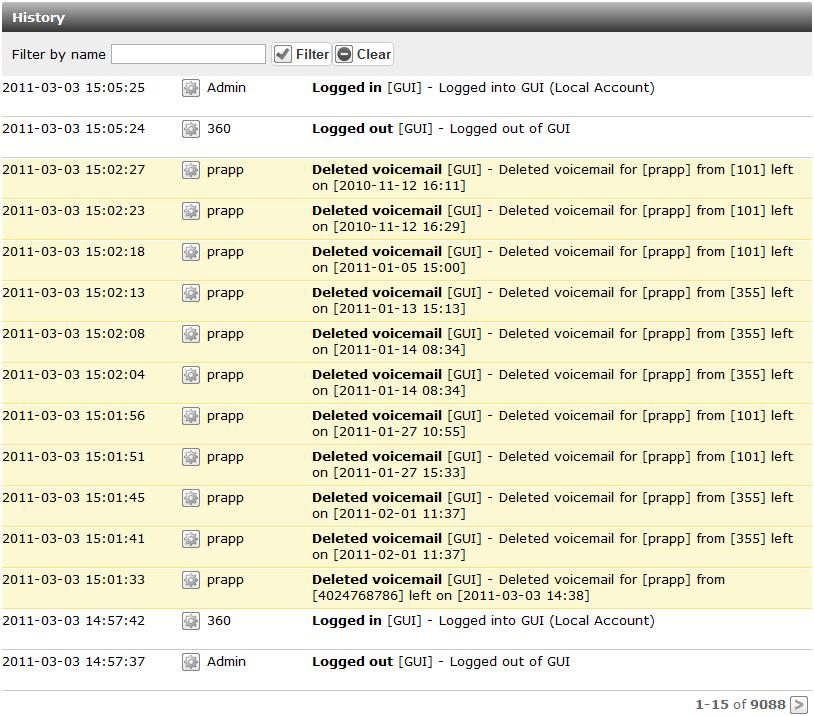 History
Filter by name Filter Clear
2011-03-03 15:05:25 Admin Logged in [GUI] - Logged into GUI (Local Account)
2011-03-03 15:05:24 360 Logged out [GUI] - Logged out of GUI
2011-03-03 15:02:27 prapp Deleted voicemail [GUI] - Deleted voicemail for [prapp] from [101] left
on [2010-11-12 16:11]
2011-03-03 15:02:23 prapp Deleted voicemail [GUI] - Deleted voicemail for [prapp] from [101] left
on [2010-11-12 16:29]
2011-03-03 15:02:18 prapp Deleted voicemail [GUI] - Deleted voicemail for [prapp] from [101] left
on [2011-01-05 15:00]
2011-03-03 15:02:13 prapp Deleted voicemail [GUI] - Deleted voicemail for [prapp] from [355] left
on [2011-01-13 15:13]
2011-03-03 15:02:08 prapp Deleted voicemail [GUI] - Deleted voicemail for [prapp] from [355] left
on [2011-01-14 08:34]
2011-03-03 15:02:04 prapp Deleted voicemail [GUI] - Deleted voicemail for [prapp] from [355] left
on [2011-01-14 08:34]
2011-03-03 15:01:56 prapp Deleted voicemail [GUI] - Deleted voicemail for [prapp] from [101] left
on [2011-01-27 10:55]
2011-03-03 15:01:51 prapp Deleted voicemail [GUI] - Deleted voicemail for [prapp] from [101] left
on [2011-01-27 15:33]
2011-03-03 15:01:45 prapp Deleted voicemail [GUI] - Deleted voicemail for [prapp] from [355] left
on [2011-02-01 11:37]
2011-03-03 15:01:41 prapp Deleted voicemail [GUI] - Deleted voicemail for [prapp] from [355] left
on [2011-02-01 11:37]
2011-03-03 15:01:33 prapp Deleted voicemail [GUI] - Deleted voicemail for [prapp] from
[4024768786] left on [2011-03-03 14:38]
2011-03-03 14:57:42 360 Logged in [GUI] - Logged into GUI (Local Account)
2011-03-03 14:57:37 Admin Logged out [GUI] - Logged out of GUI
1-15 of 9088 >